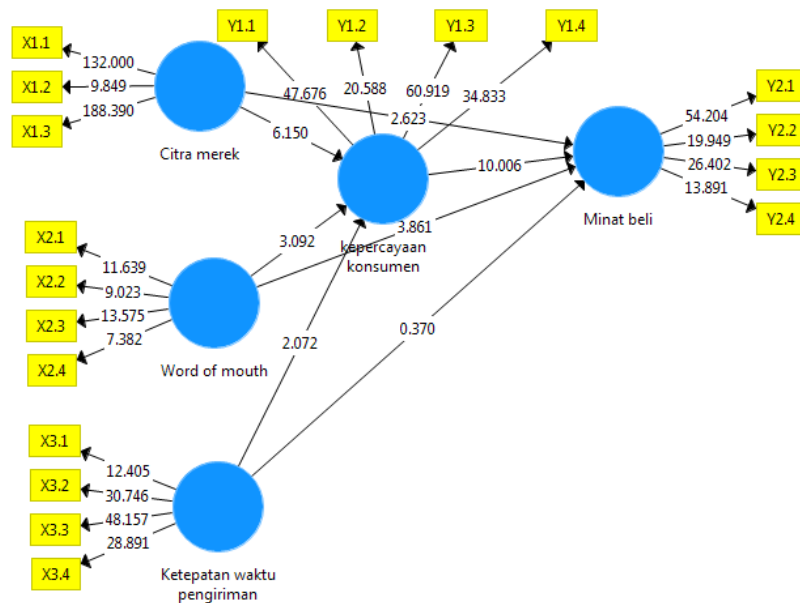 X1.1
X1.2
X1.3
132.000
9.849
188.390
Citra merek
Y1.1
Y1.2
Y1.3
Y1.4
47.676
20.588
60.919
34.833
2.623
6.150
kepercayaan
konsumen
10.006
3.861
3.092
2.072
0.370
Minat beli
54.204
19.949
26.402
13.891
Y2.1
Y2.2
Y2.3
Y2.4
X2.1
X2.2
X2.3
X2.4
11.639
9.023
13.575
7.382
Word of mouth
X3.1
X3.2
X3.3
X3.4
12.405
30.746
48.157
28.891
Ketepatan waktu
pengiriman